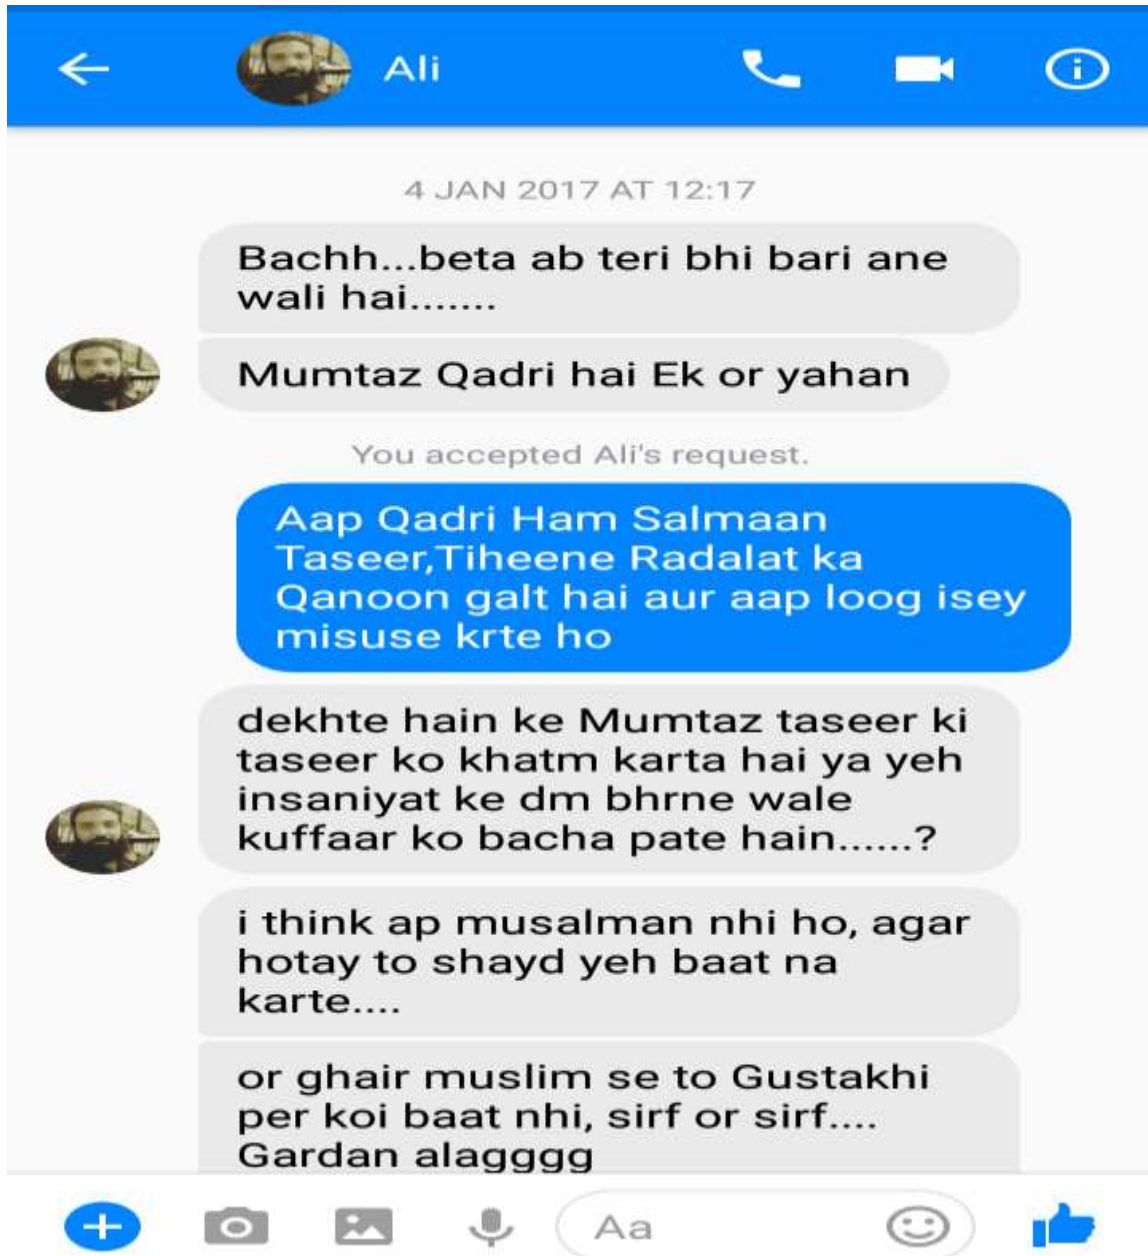 Ali
4 JAN 2017 AT 12:17
Bachh...beta ab teri bhi bari ane
wali hai.......
Mumtaz Qadri hai Ek or yahan
You accepted Ali's request.
Aap Qadri Ham Salmaan
Taseer,Tiheene Radalat ka
Qanoon galt hai aur aap loog isey
misuse krte ho
dekhte hain ke Mumtaz taseer ki
taseer ko khatm karta hai ya yeh
insaniyat ke dm bhrne wale
kuffaar ko bacha pate hain......?
i think ap musalman nhi ho, agar
hotay to shayd yeh baat na
karte....
or ghair muslim se to Gustakhi
per koi baat nhi, sirf or sirf....
Gardan alagggg
Aa